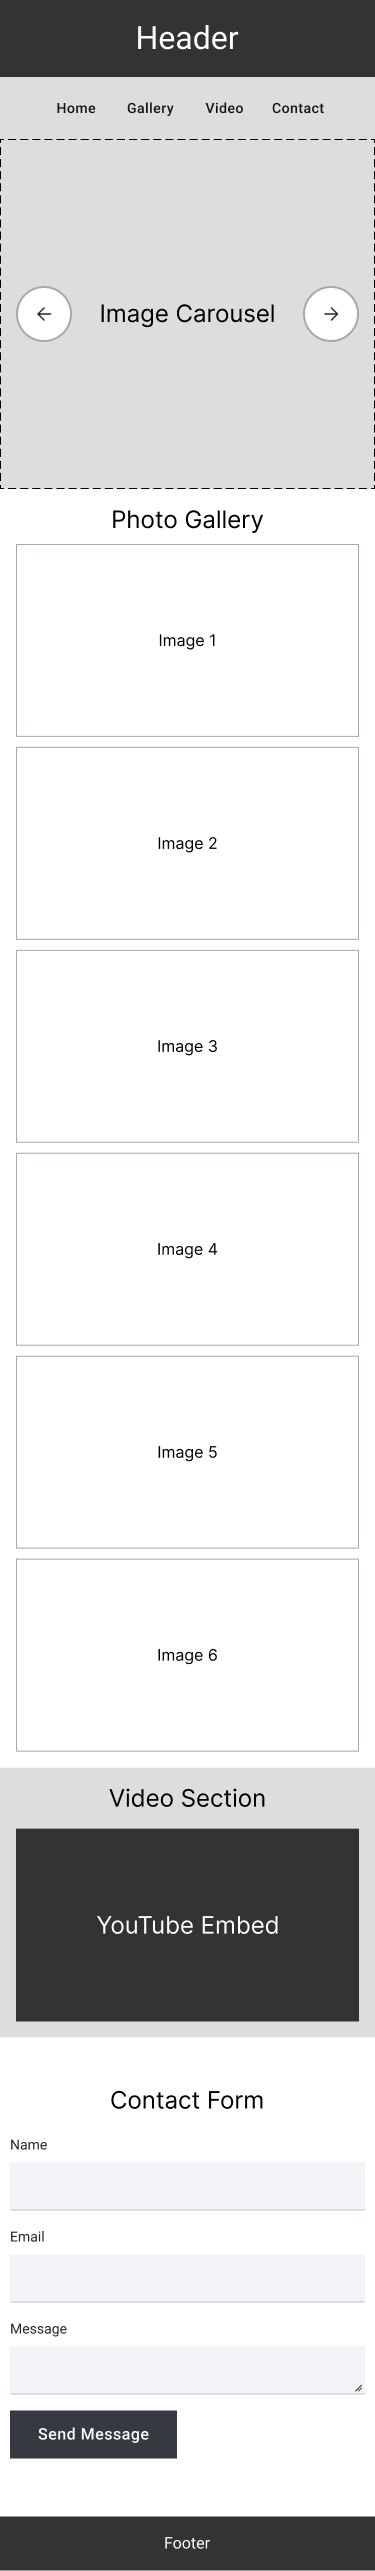 Header
Home Gallery Video Contact
Image Carousel
Photo Gallery
Image 1
Image 2
Image 3
Image 4
Image 5
Image 6
Video Section
YouTube Embed
Contact Form
Name
Email
Message
Send Message
Footer